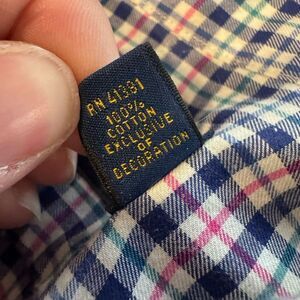 RN 41381
100%
COTTON
EXCLUSIVE
OF
DECORATION